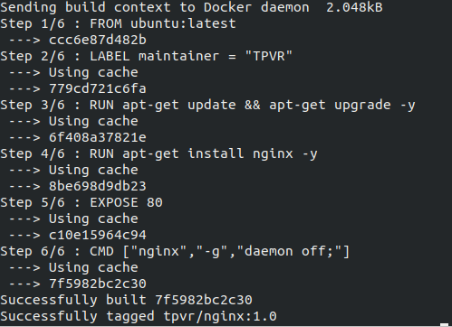 Sending build context to Docker daemon  2.048kB
Step 1/6 : FROM ubuntu:latest
 ---> ccc6e87d482b
Step 2/6 : LABEL maintainer = "TPVR"
 ---> Using cache
 ---> 779cd721c6fa
Step 3/6 : RUN apt-get update && apt-get upgrade -y
 ---> Using cache
 ---> 6f408a37821e
Step 4/6 : RUN apt-get install nginx -y
 ---> Using cache
 ---> 8be698d9db23
Step 5/6 : EXPOSE 80
 ---> Using cache
 ---> c10e15964c94
Step 6/6 : CMD ["nginx","-g","daemon off;"]
 ---> Using cache
 ---> 7f5982bc2c30
Successfully built 7f5982bc2c30
Successfully tagged tpvr/nginx:1.0